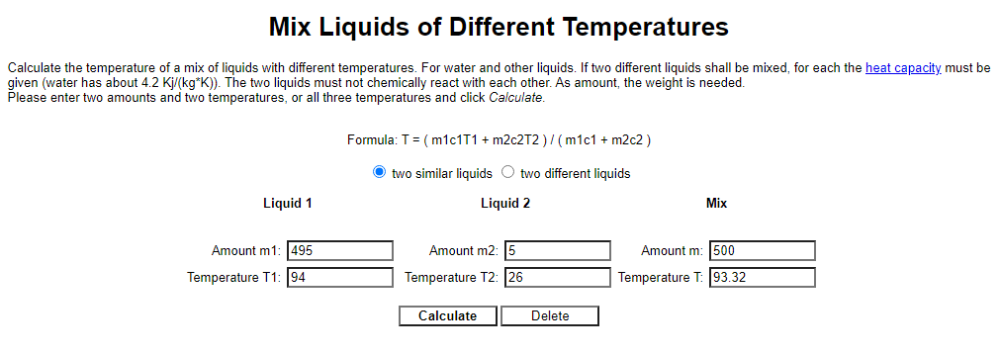 Mix Liquids of Different Temperatures
Calculate the temperature of a mix of liquids with different temperatures. For water and other liquids. If two different liquids shall be mixed, for each the heat capacity must be
given (water has about 4.2 Kj/(kg*K)). The two liquids must not chemically react with each other. As amount, the weight is needed.
Please enter two amounts and two temperatures, or all three temperatures and click Calculate.
Formula: T = ( m1c1T1 + m2c2T2 ) / ( m1c1 + m2c2 )
two similar liquids two different liquids
Liquid 1 Liquid 2 Mix
Amount m1: 495 Amount m2: 5 Amount m: 500
Temperature T1: 94 Temperature T2: 26 Temperature T: 93.32
Calculate Delete